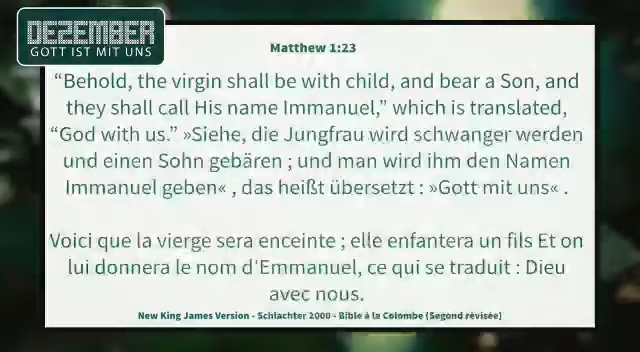 DEZEMBER
GOTT IST MIT UNS
Matthew 1:23
“Behold, the virgin shall be with child, and bear a Son, and
they shall call His name Immanuel,” which is translated,
“God with us.” »Siehe, die Jungfrau wird schwanger werden
und einen Sohn gebären ; und man wird ihm den Namen
Immanuel geben« , das heißt übersetzt : »Gott mit uns« .
Voici que la vierge sera enceinte ; elle enfantera un fils Et on
lui donnera le nom d'Emmanuel, ce qui se traduit : Dieu
avec nous.
New King James Version - Schlachter 2000 - Bible à la Colombe (Segond révisée)